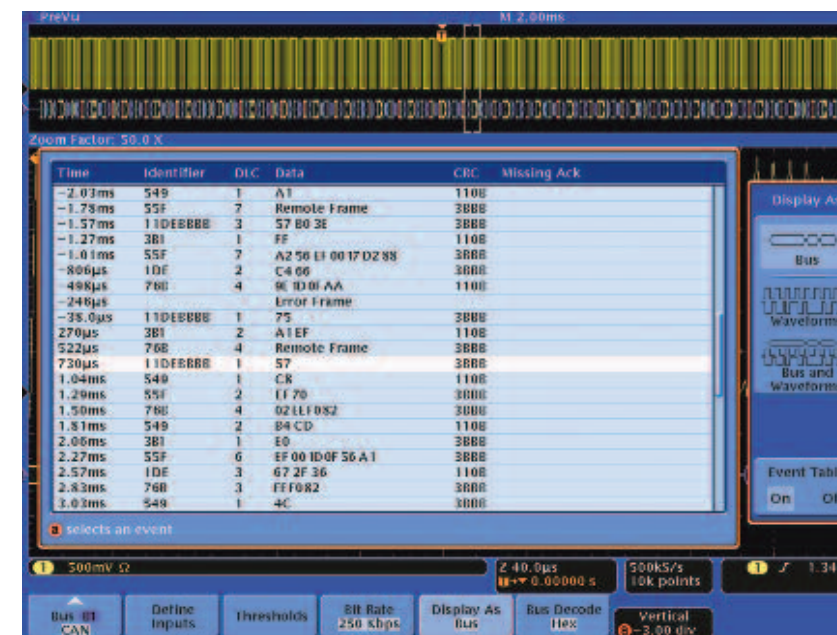 PreVu M 2.00ms
Zoom Factor: 50.0 X
Time Identifier DLC Data CRC Missing Ack
-2.03ms 549 1 A1 110B
-1.78ms 55F 7 Remote Frame 3BBB
-1.57ms 11DEBBBB 3 57 B0 3E 3BBB
-1.27ms 3B1 1 FF 110B
-1.01ms 55F 7 A2 56 EF 00 17 D2 88 3BBB
-806µs 1DE 2 C4 66 3BBB
-498µs 76B 4 9E 1D 0F AA 110B
-246µs Error Frame
-38.0µs 11DEBBBB 1 75 3BBB
270µs 3B1 2 A1 EF 110B
522µs 76B 4 Remote Frame 3BBB
730µs 11DEBBBB 1 57 3BBB
1.04ms 549 1 C8 110B
1.29ms 55F 2 EF 70 3BBB
1.50ms 76B 4 02 EE F0 82 3BBB
1.81ms 549 2 B4 CD 110B
2.06ms 3B1 1 E0 3BBB
2.27ms 55F 6 EF 00 1D 0F 56 A1 3BBB
2.57ms 1DE 3 67 2F 36 110B
2.83ms 76B 3 FF F0 82 3BBB
3.03ms 549 1 4C 3BBB
a selects an event
Display A
Bus
Waveform
Bus and
Waveform
Event Tabl
On
1 500mV Ω
Z 40.0µs
0.00000 s
500kS/s
10k points
1 1.34
Bus B1
CAN
Define
Inputs
Thresholds
Bit Rate
250 Kbps
Display As
Bus
Bus Decode
Hex
Vertical
a -3.00 div